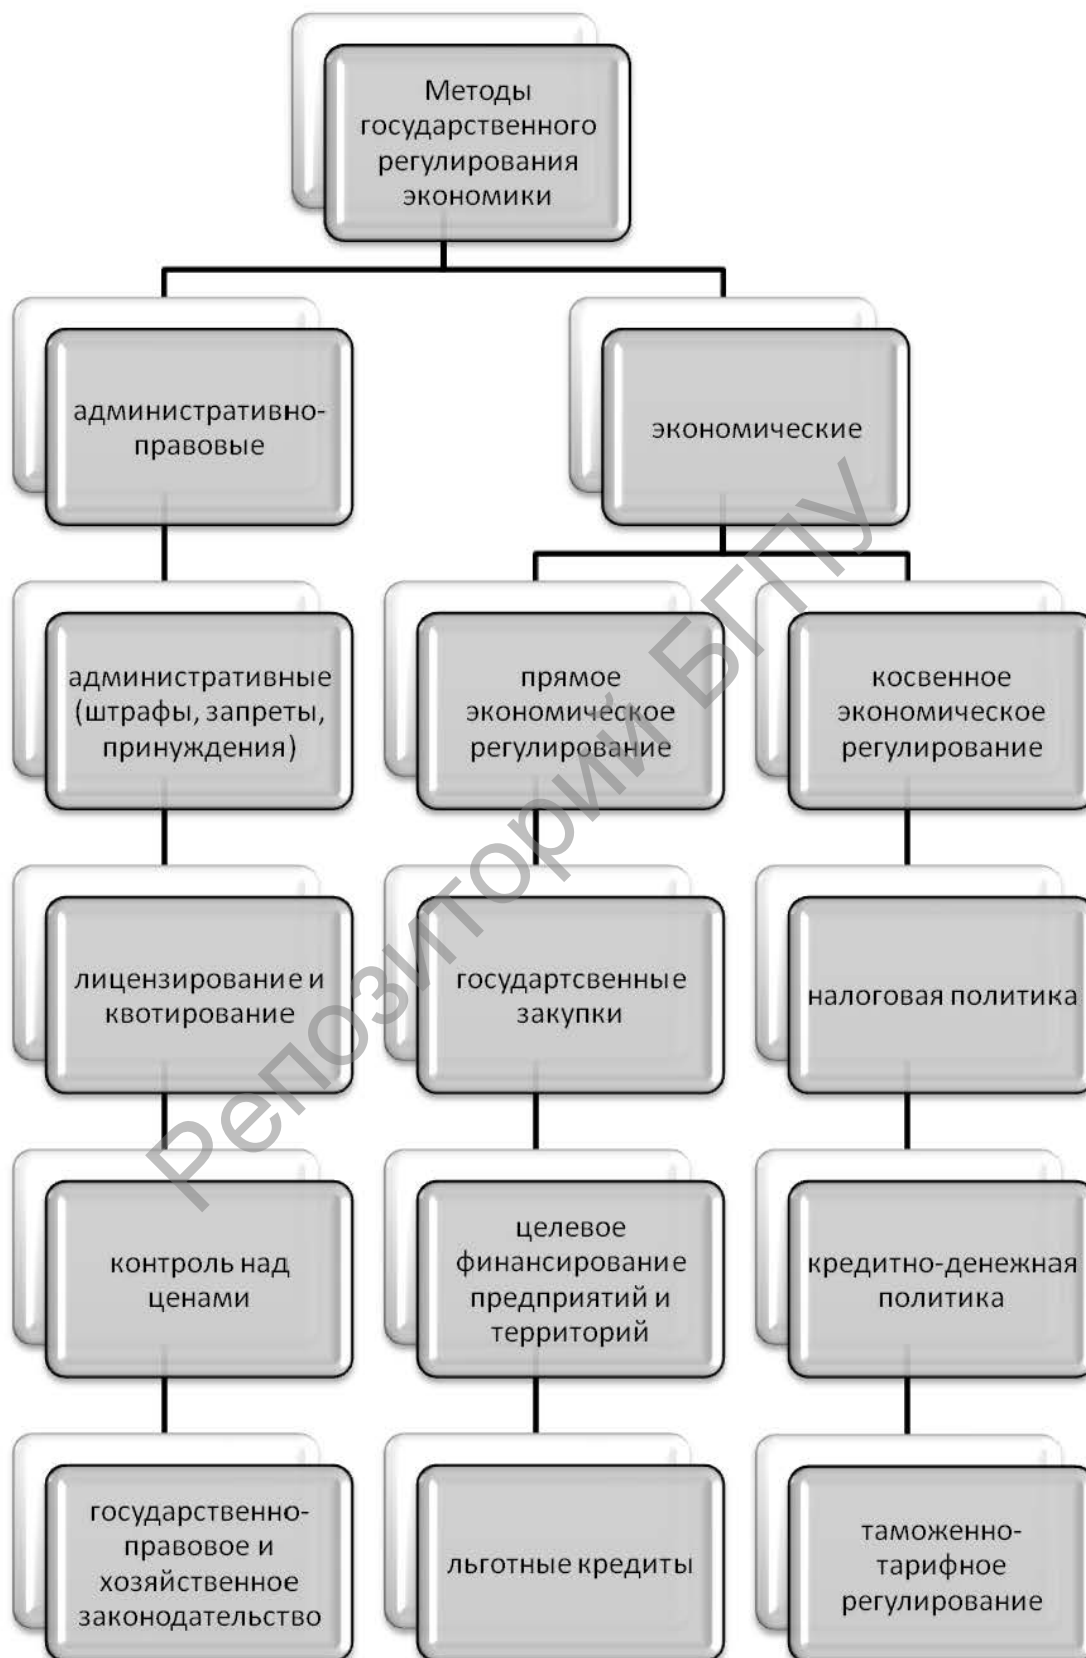 Методы
государственного
регулирования
экономики
административно-
правовые
экономические
административные
(штрафы, запреты,
принуждения)
прямое
экономическое
регулирование
косвенное
экономическое
регулирование
лицензирование и
квотирование
государтсвенные
закупки
налоговая политика
контроль над
ценами
целевое
финансирование
предприятий и
территорий
кредитно-денежная
политика
государственно-
правовое и
хозяйственное
законодательство
льготные кредиты
таможенно-
тарифное
регулирование
Репозиторий БГПУ